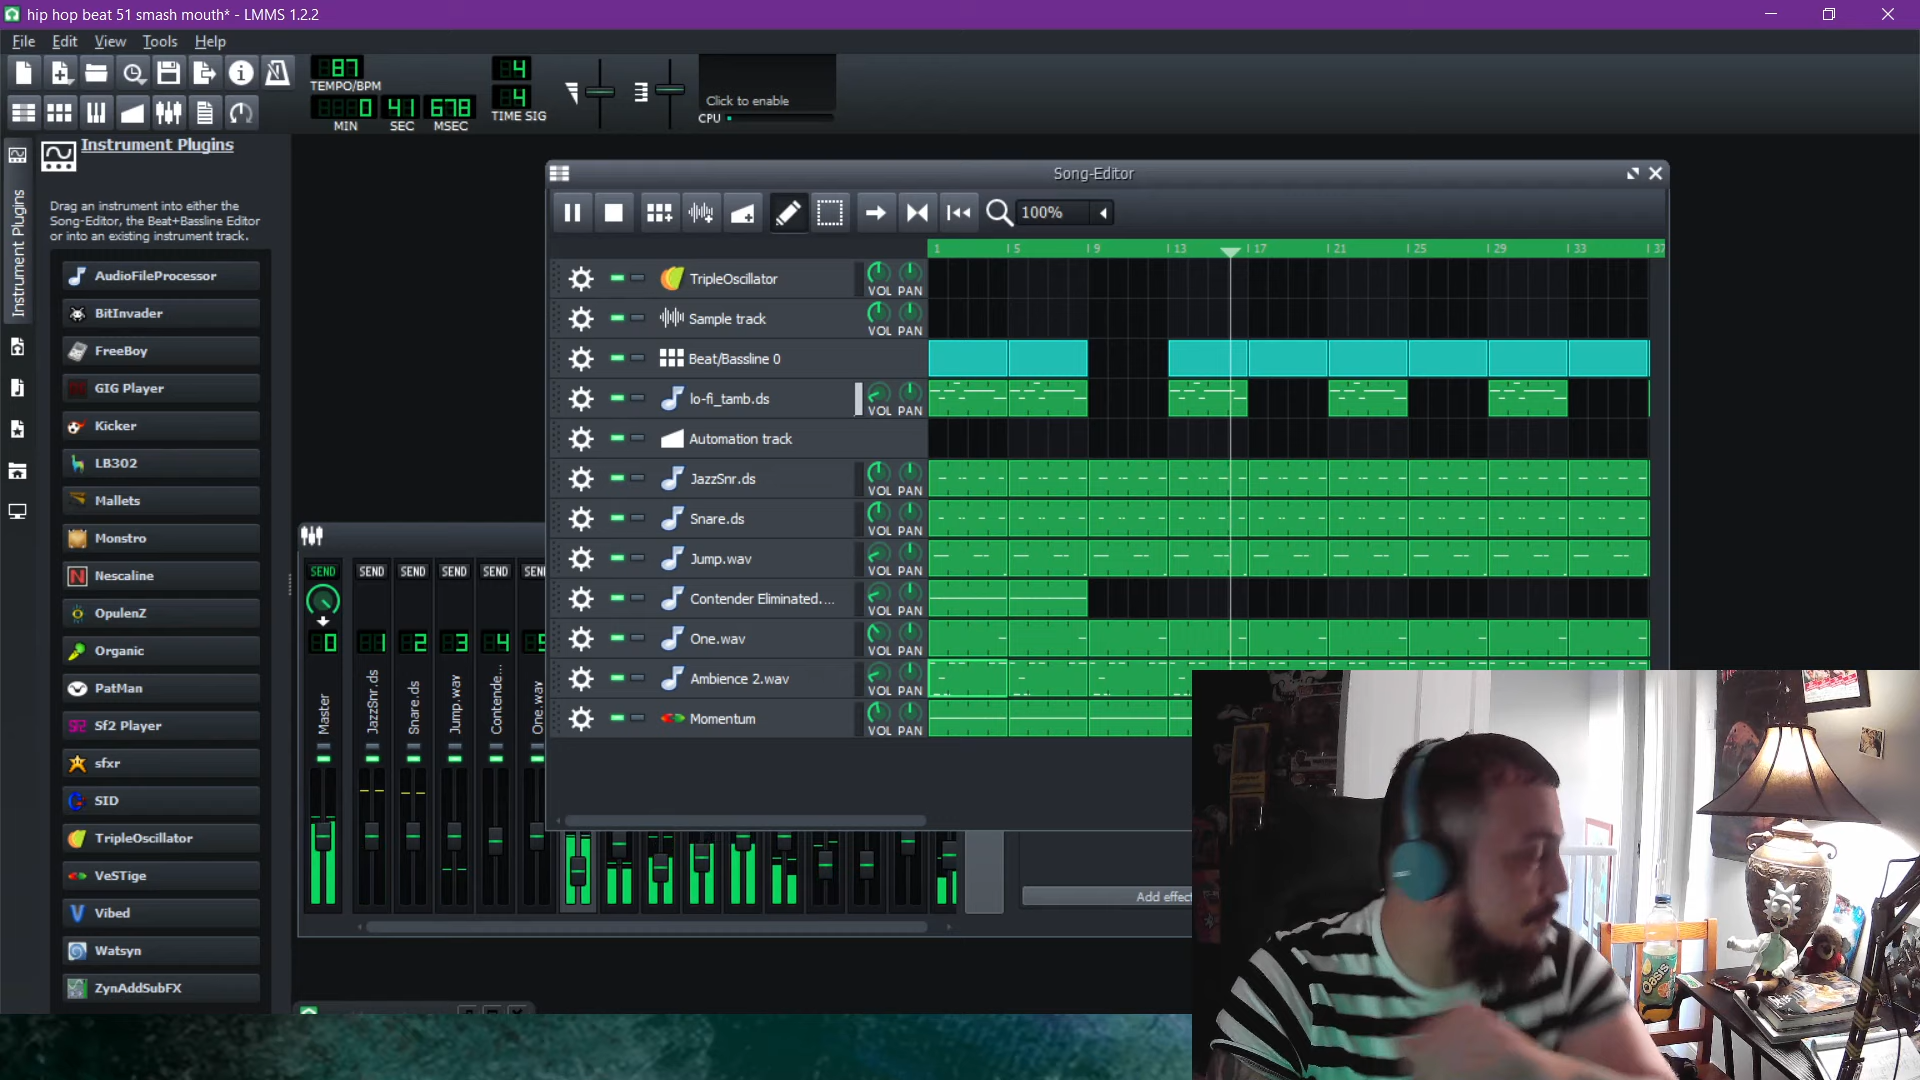 hip hop beat 51 smash mouth* - LMMS 1.2.2
File Edit View Tools Help
87
TEMPO/BPM
0 41 678
MIN SEC MSEC
4
4
TIME SIG
Click to enable
CPU
Instrument Plugins
Instrument Plugins
Drag an instrument into either the
Song-Editor, the Beat+Bassline Editor
or into an existing instrument track.
AudioFileProcessor
BitInvader
FreeBoy
GIG Player
Kicker
LB302
Mallets
Monstro
Nescaline
OpulenZ
Organic
PatMan
Sf2 Player
sfxr
SID
TripleOscillator
VeSTige
Vibed
Watsyn
ZynAddSubFX
Song-Editor
100%
1 5 9 13 17 21 25 29 33 37
TripleOscillator VOL PAN
Sample track VOL PAN
Beat/Bassline 0
lo-fi_tamb.ds VOL PAN
Automation track
JazzSnr.ds VOL PAN
Snare.ds VOL PAN
Jump.wav VOL PAN
Contender Eliminated.... VOL PAN
One.wav VOL PAN
Ambience 2.wav VOL PAN
Momentum VOL PAN
SEND SEND SEND SEND SEND SEN
0 1 2 3 4 5
Master
JazzSnr.ds
Snare.ds
Jump.wav
Contende...
One.wav
Add effec
Oasis